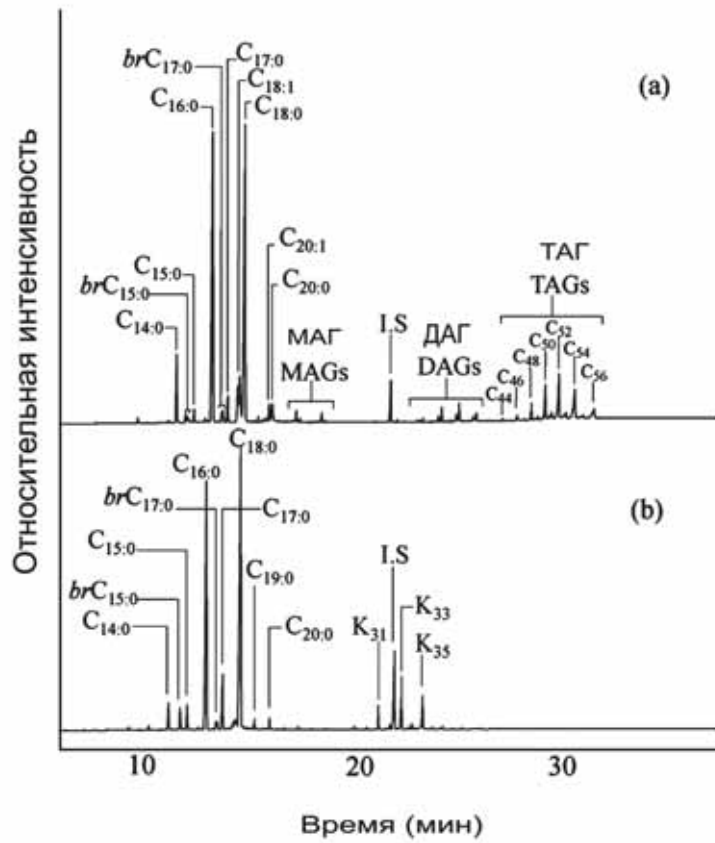 Относительная интенсивность
(a)
brC17:0
C17:0
C18:1
C16:0
C18:0
C15:0
brC15:0
C14:0
C20:1
C20:0
МАГ
MAGs
I.S
ДАГ
DAGs
ТАГ
TAGs
C44
C46
C48
C50
C52
C54
C56
(b)
C18:0
C16:0
brC17:0
C17:0
C15:0
brC15:0
C14:0
C19:0
C20:0
K31
I.S
K33
K35
10
20
30
Время (мин)